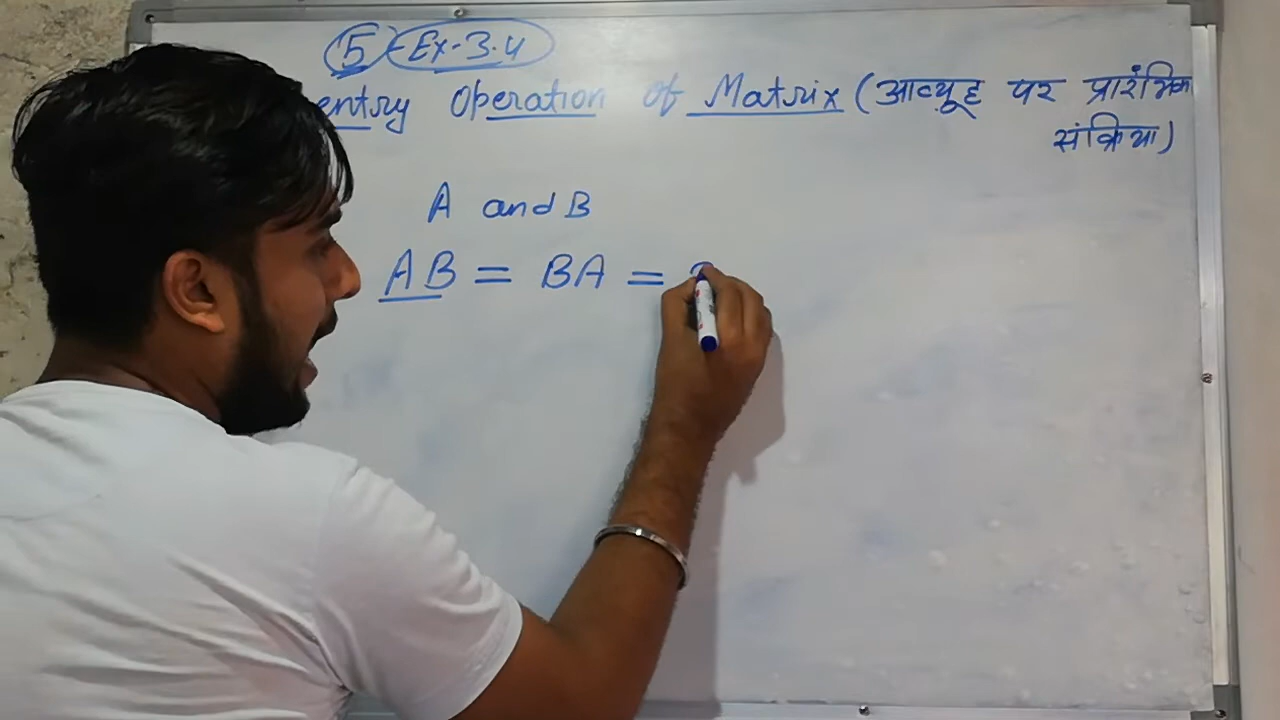 5 Ex-3.4
entry Operation of Matrix (आव्यूह पर प्रारंभिक
संक्रिया)
A and B
AB = BA =